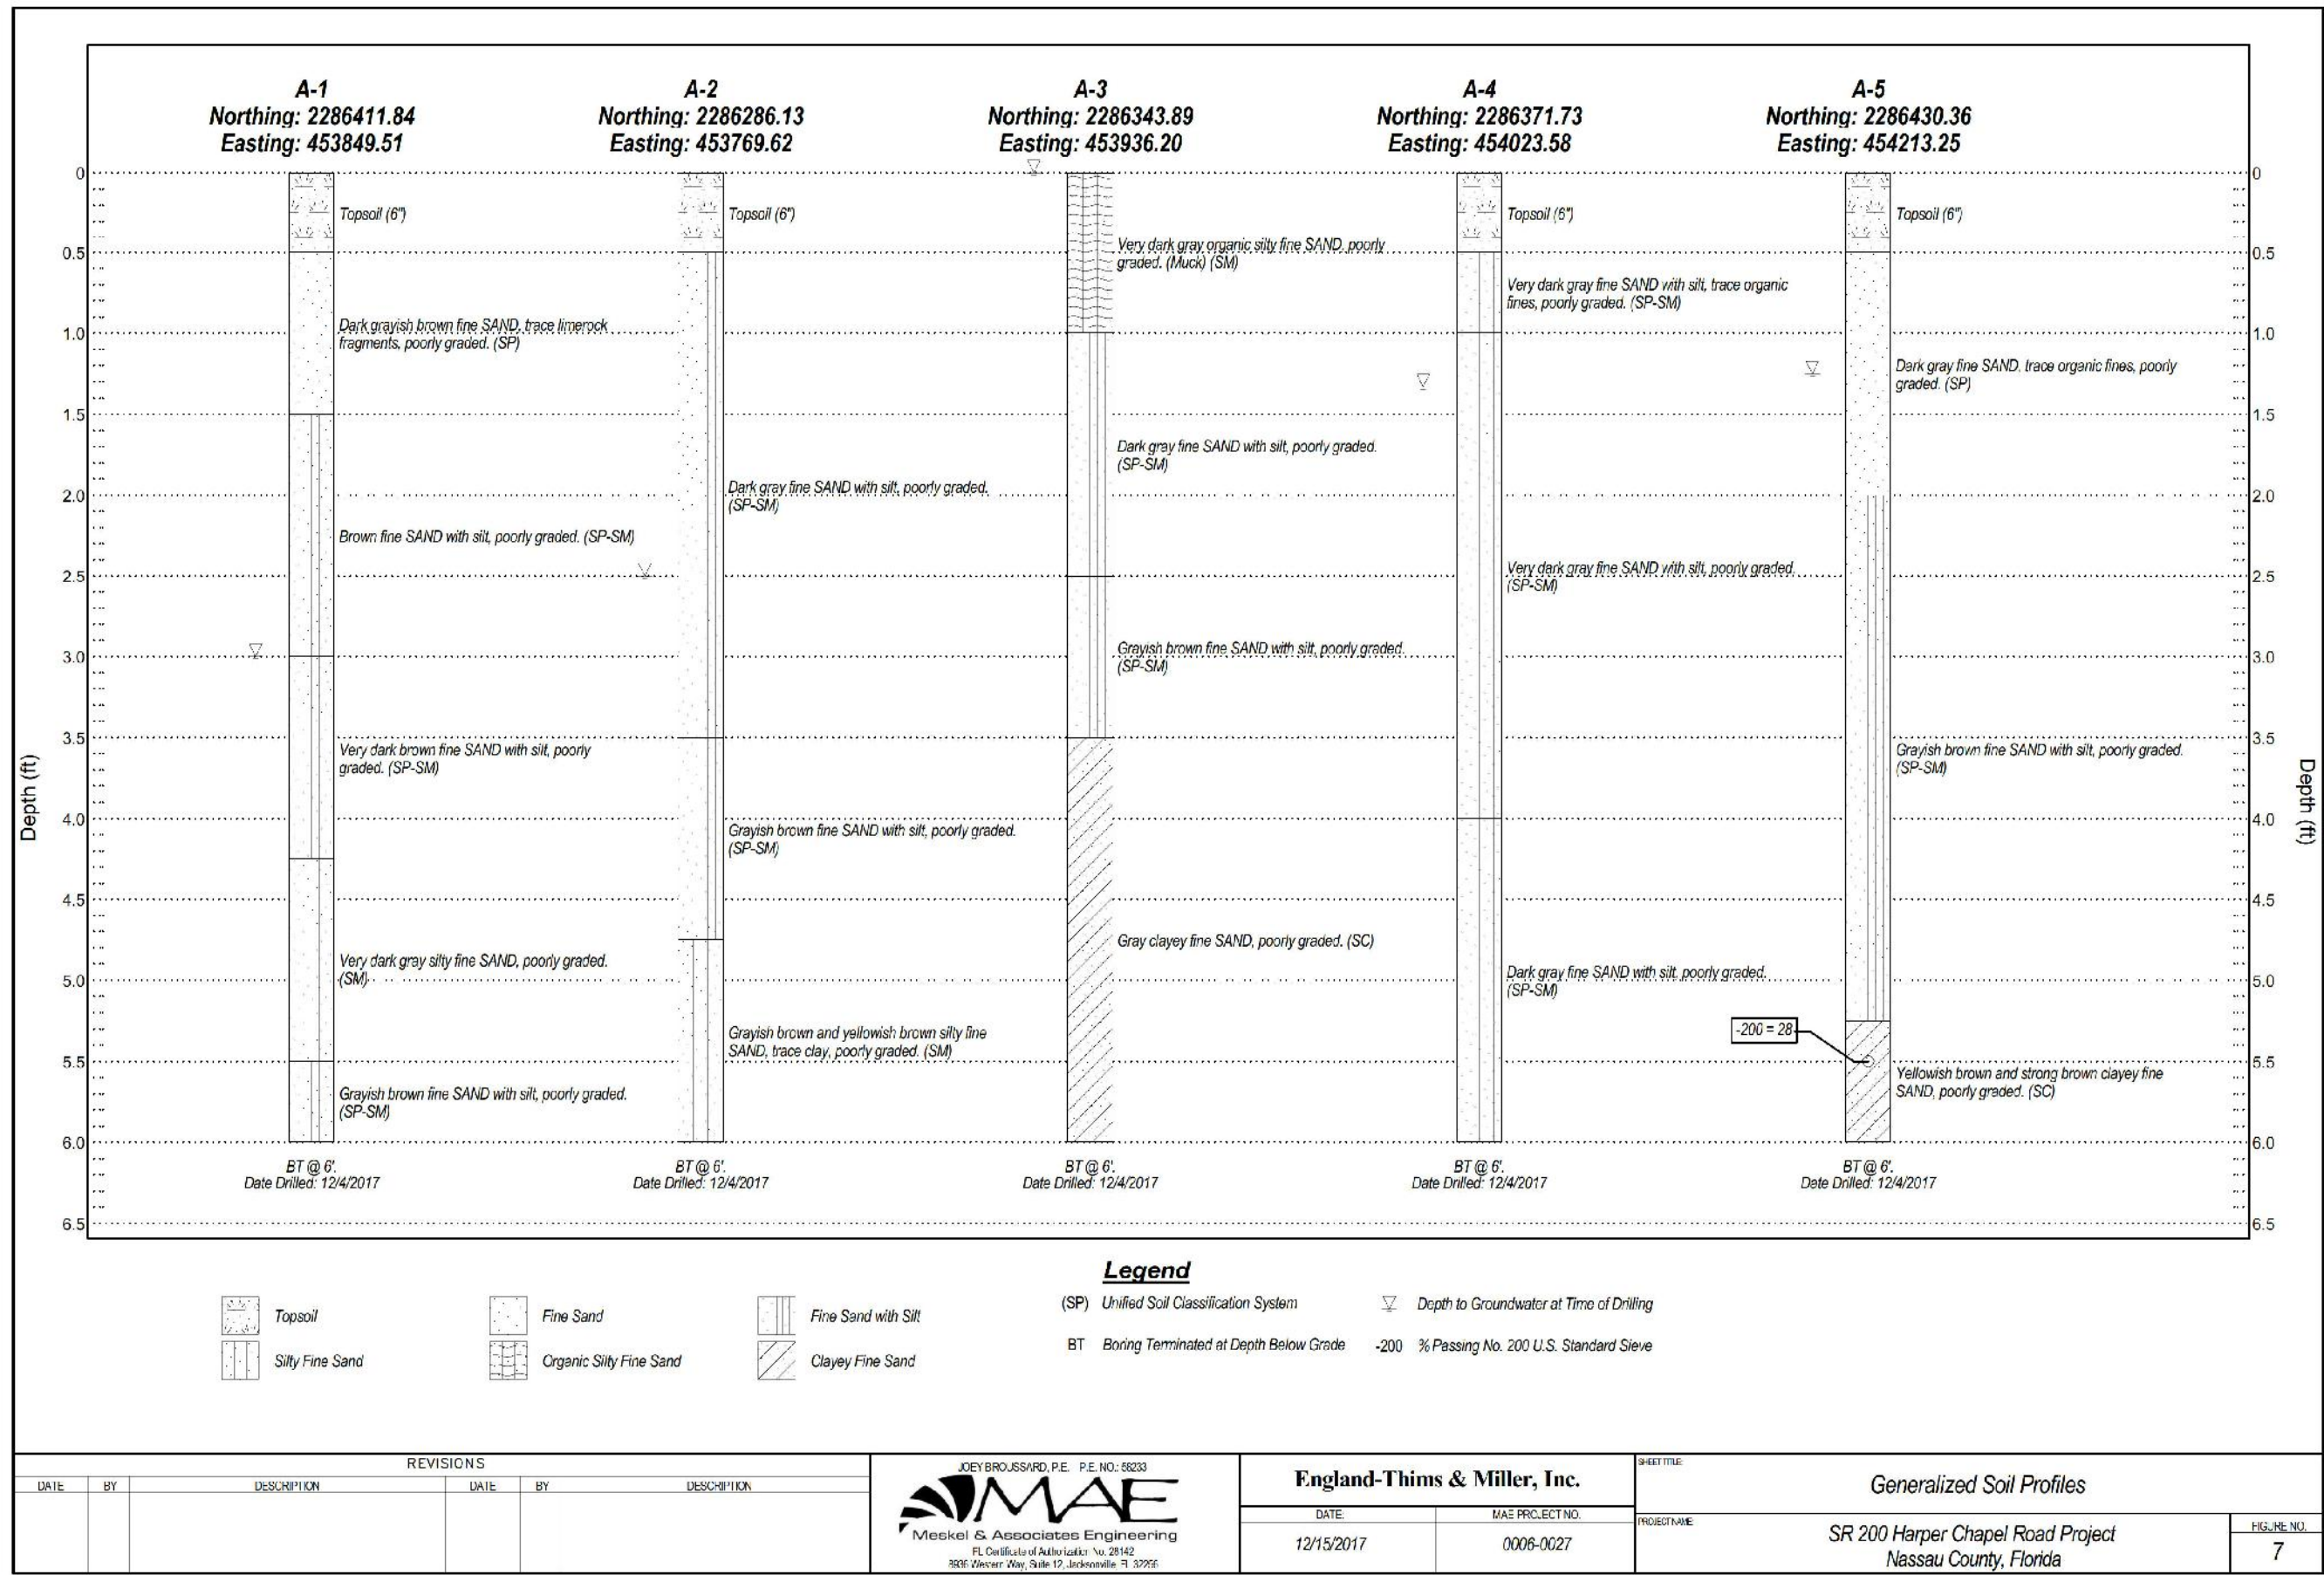 A-1
Northing: 2286411.84
Easting: 453849.51
A-2
Northing: 2286286.13
Easting: 453769.62
A-3
Northing: 2286343.89
Easting: 453936.20
A-4
Northing: 2286371.73
Easting: 454023.58
A-5
Northing: 2286430.36
Easting: 454213.25
Depth (ft)
0
0.5
1.0
1.5
2.0
2.5
3.0
3.5
4.0
4.5
5.0
5.5
6.0
6.5
Topsoil (6")
Dark grayish brown fine SAND, trace limerock
fragments, poorly graded. (SP)
Brown fine SAND with silt, poorly graded. (SP-SM)
Very dark brown fine SAND with silt, poorly
graded. (SP-SM)
Very dark gray silty fine SAND, poorly graded.
(SM)
Grayish brown fine SAND with silt, poorly graded.
(SP-SM)
BT @ 6'.
Date Drilled: 12/4/2017
Topsoil (6")
Dark gray fine SAND with silt, poorly graded.
(SP-SM)
Grayish brown fine SAND with silt, poorly graded.
(SP-SM)
Grayish brown and yellowish brown silty fine
SAND, trace clay, poorly graded. (SM)
BT @ 6'.
Date Drilled: 12/4/2017
Very dark gray organic silty fine SAND, poorly
graded. (Muck) (SM)
Dark gray fine SAND with silt, poorly graded.
(SP-SM)
Grayish brown fine SAND with silt, poorly graded.
(SP-SM)
Gray clayey fine SAND, poorly graded. (SC)
BT @ 6'.
Date Drilled: 12/4/2017
Topsoil (6")
Very dark gray fine SAND with silt, trace organic
fines, poorly graded. (SP-SM)
Very dark gray fine SAND with silt, poorly graded.
(SP-SM)
Dark gray fine SAND with silt, poorly graded.
(SP-SM)
BT @ 6'.
Date Drilled: 12/4/2017
Topsoil (6")
Dark gray fine SAND, trace organic fines, poorly
graded. (SP)
Grayish brown fine SAND with silt, poorly graded.
(SP-SM)
-200 = 28
Yellowish brown and strong brown clayey fine
SAND, poorly graded. (SC)
BT @ 6'.
Date Drilled: 12/4/2017
0
0.5
1.0
1.5
2.0
2.5
3.0
3.5
4.0
4.5
5.0
5.5
6.0
6.5
Depth (ft)
Legend
Topsoil
Fine Sand
Fine Sand with Silt
(SP) Unified Soil Classification System
Depth to Groundwater at Time of Drilling
Silty Fine Sand
Organic Silty Fine Sand
Clayey Fine Sand
BT Boring Terminated at Depth Below Grade
-200 % Passing No. 200 U.S. Standard Sieve
REVISIONS
DATE BY DESCRIPTION DATE BY DESCRIPTION
JOEY BROUSSARD, P.E. P.E. NO.: 58233
MAE
Meskel & Associates Engineering
FL Certificate of Authorization No. 28142
8936 Western Way, Suite 12, Jacksonville, FL 32256
England-Thims & Miller, Inc.
DATE:
12/15/2017
MAE PROJECT NO.
0006-0027
SHEET TITLE:
Generalized Soil Profiles
PROJECT NAME:
SR 200 Harper Chapel Road Project
Nassau County, Florida
FIGURE NO.
7